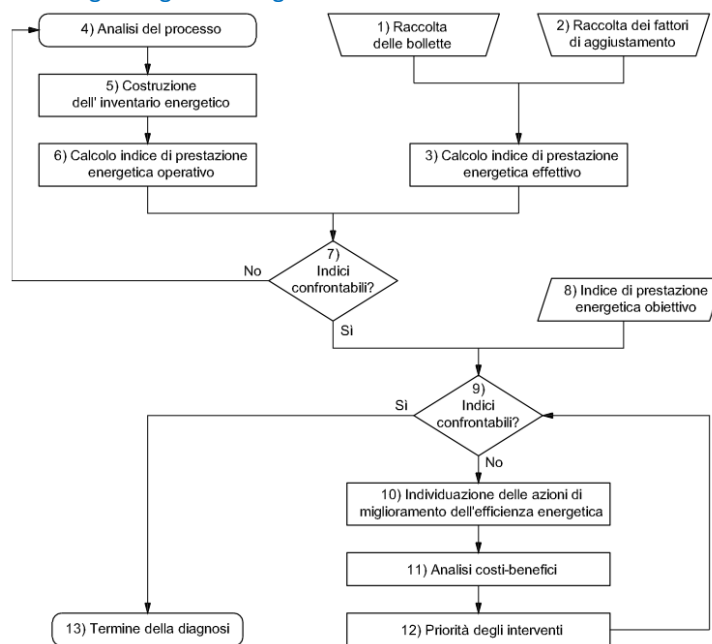 4) Analisi del processo
1) Raccolta
delle bollette
2) Raccolta dei fattori
di aggiustamento
5) Costruzione
dell' inventario energetico
6) Calcolo indice di prestazione
energetica operativo
3) Calcolo indice di prestazione
energetica effettivo
7)
Indici
confrontabili?
No
Sì
8) Indice di prestazione
energetica obiettivo
9)
Indici
confrontabili?
Sì
No
10) Individuazione delle azioni di
miglioramento dell'efficienza energetica
11) Analisi costi-benefici
12) Priorità degli interventi
13) Termine della diagnosi